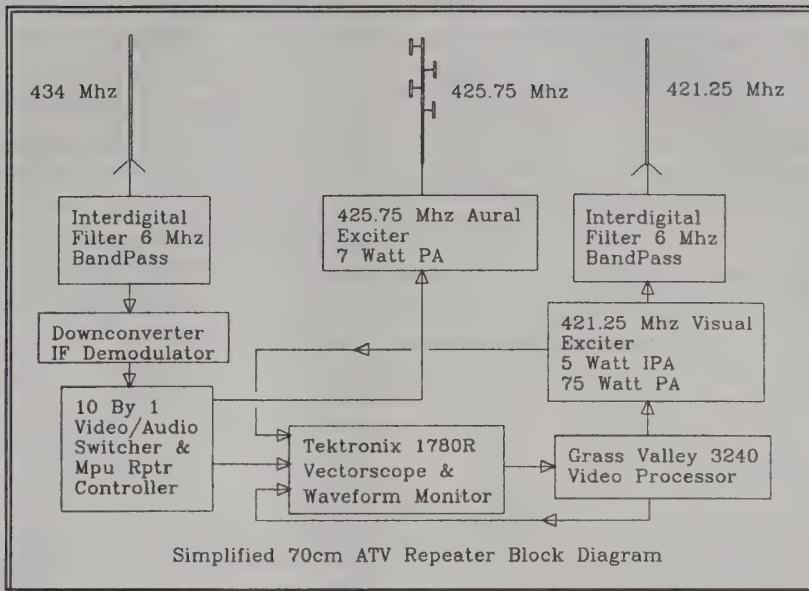 434 Mhz
425.75 Mhz
421.25 Mhz
Interdigital
Filter 6 Mhz
BandPass
425.75 Mhz Aural
Exciter
7 Watt PA
Interdigital
Filter 6 Mhz
BandPass
Downconverter
IF Demodulator
421.25 Mhz Visual
Exciter
5 Watt IPA
75 Watt PA
10 By 1
Video/Audio
Switcher &
Mpu Rptr
Controller
Tektronix 1780R
Vectorscope &
Waveform Monitor
Grass Valley 3240
Video Processor
Simplified 70cm ATV Repeater Block Diagram